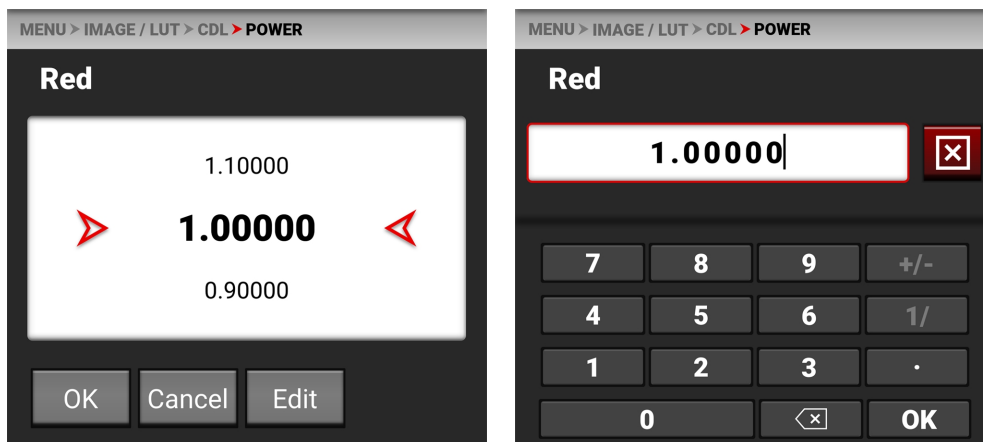 MENU > IMAGE / LUT > CDL > POWER
Red
1.10000
1.00000
0.90000
OK Cancel Edit
MENU > IMAGE / LUT > CDL > POWER
Red
1.00000
7 8 9 +/-
4 5 6 1/
1 2 3 .
0 OK